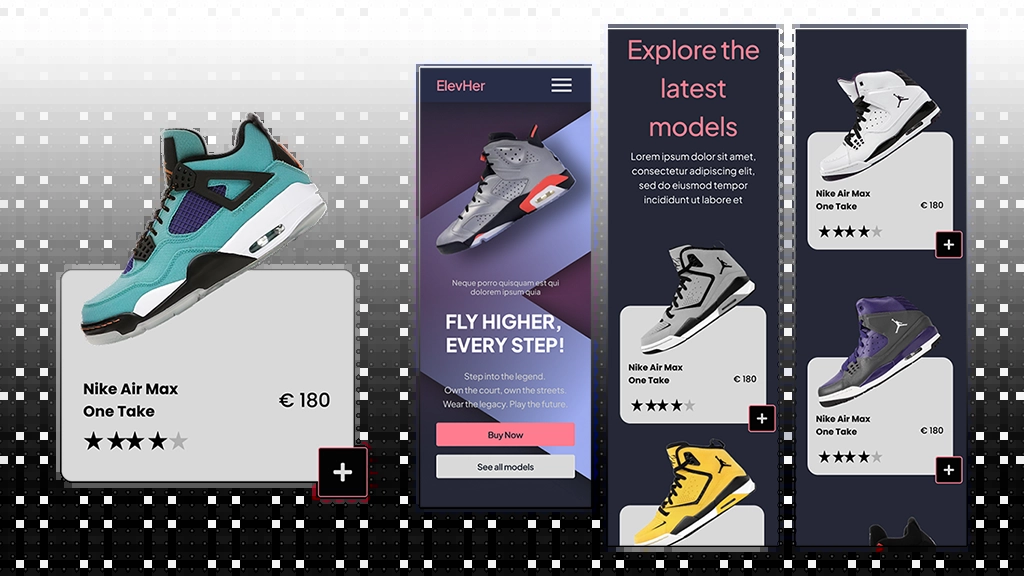 Nike Air Max
One Take
€ 180
ElevHer
Neque porro quisquam est qui
dolorem ipsum quia
FLY HIGHER,
EVERY STEP!
Step into the legend.
Own the court, own the streets.
Wear the legacy. Play the future.
Buy Now
See all models
Explore the
latest
models
Lorem ipsum dolor sit amet,
consectetur adipiscing elit,
sed do eiusmod tempor
incididunt ut labore et
Nike Air Max
One Take
€ 180
Nike Air Max
One Take
€ 180
Nike Air Max
One Take
€ 180